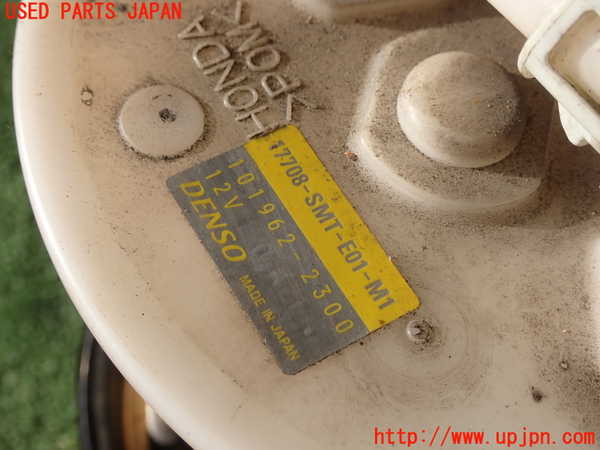 USED PARTS JAPAN
HONDA
>POM<
17708-SMT-E01-M1
101962-2300
12V
DENSO
MADE IN JAPAN
http://www.upjpn.com/